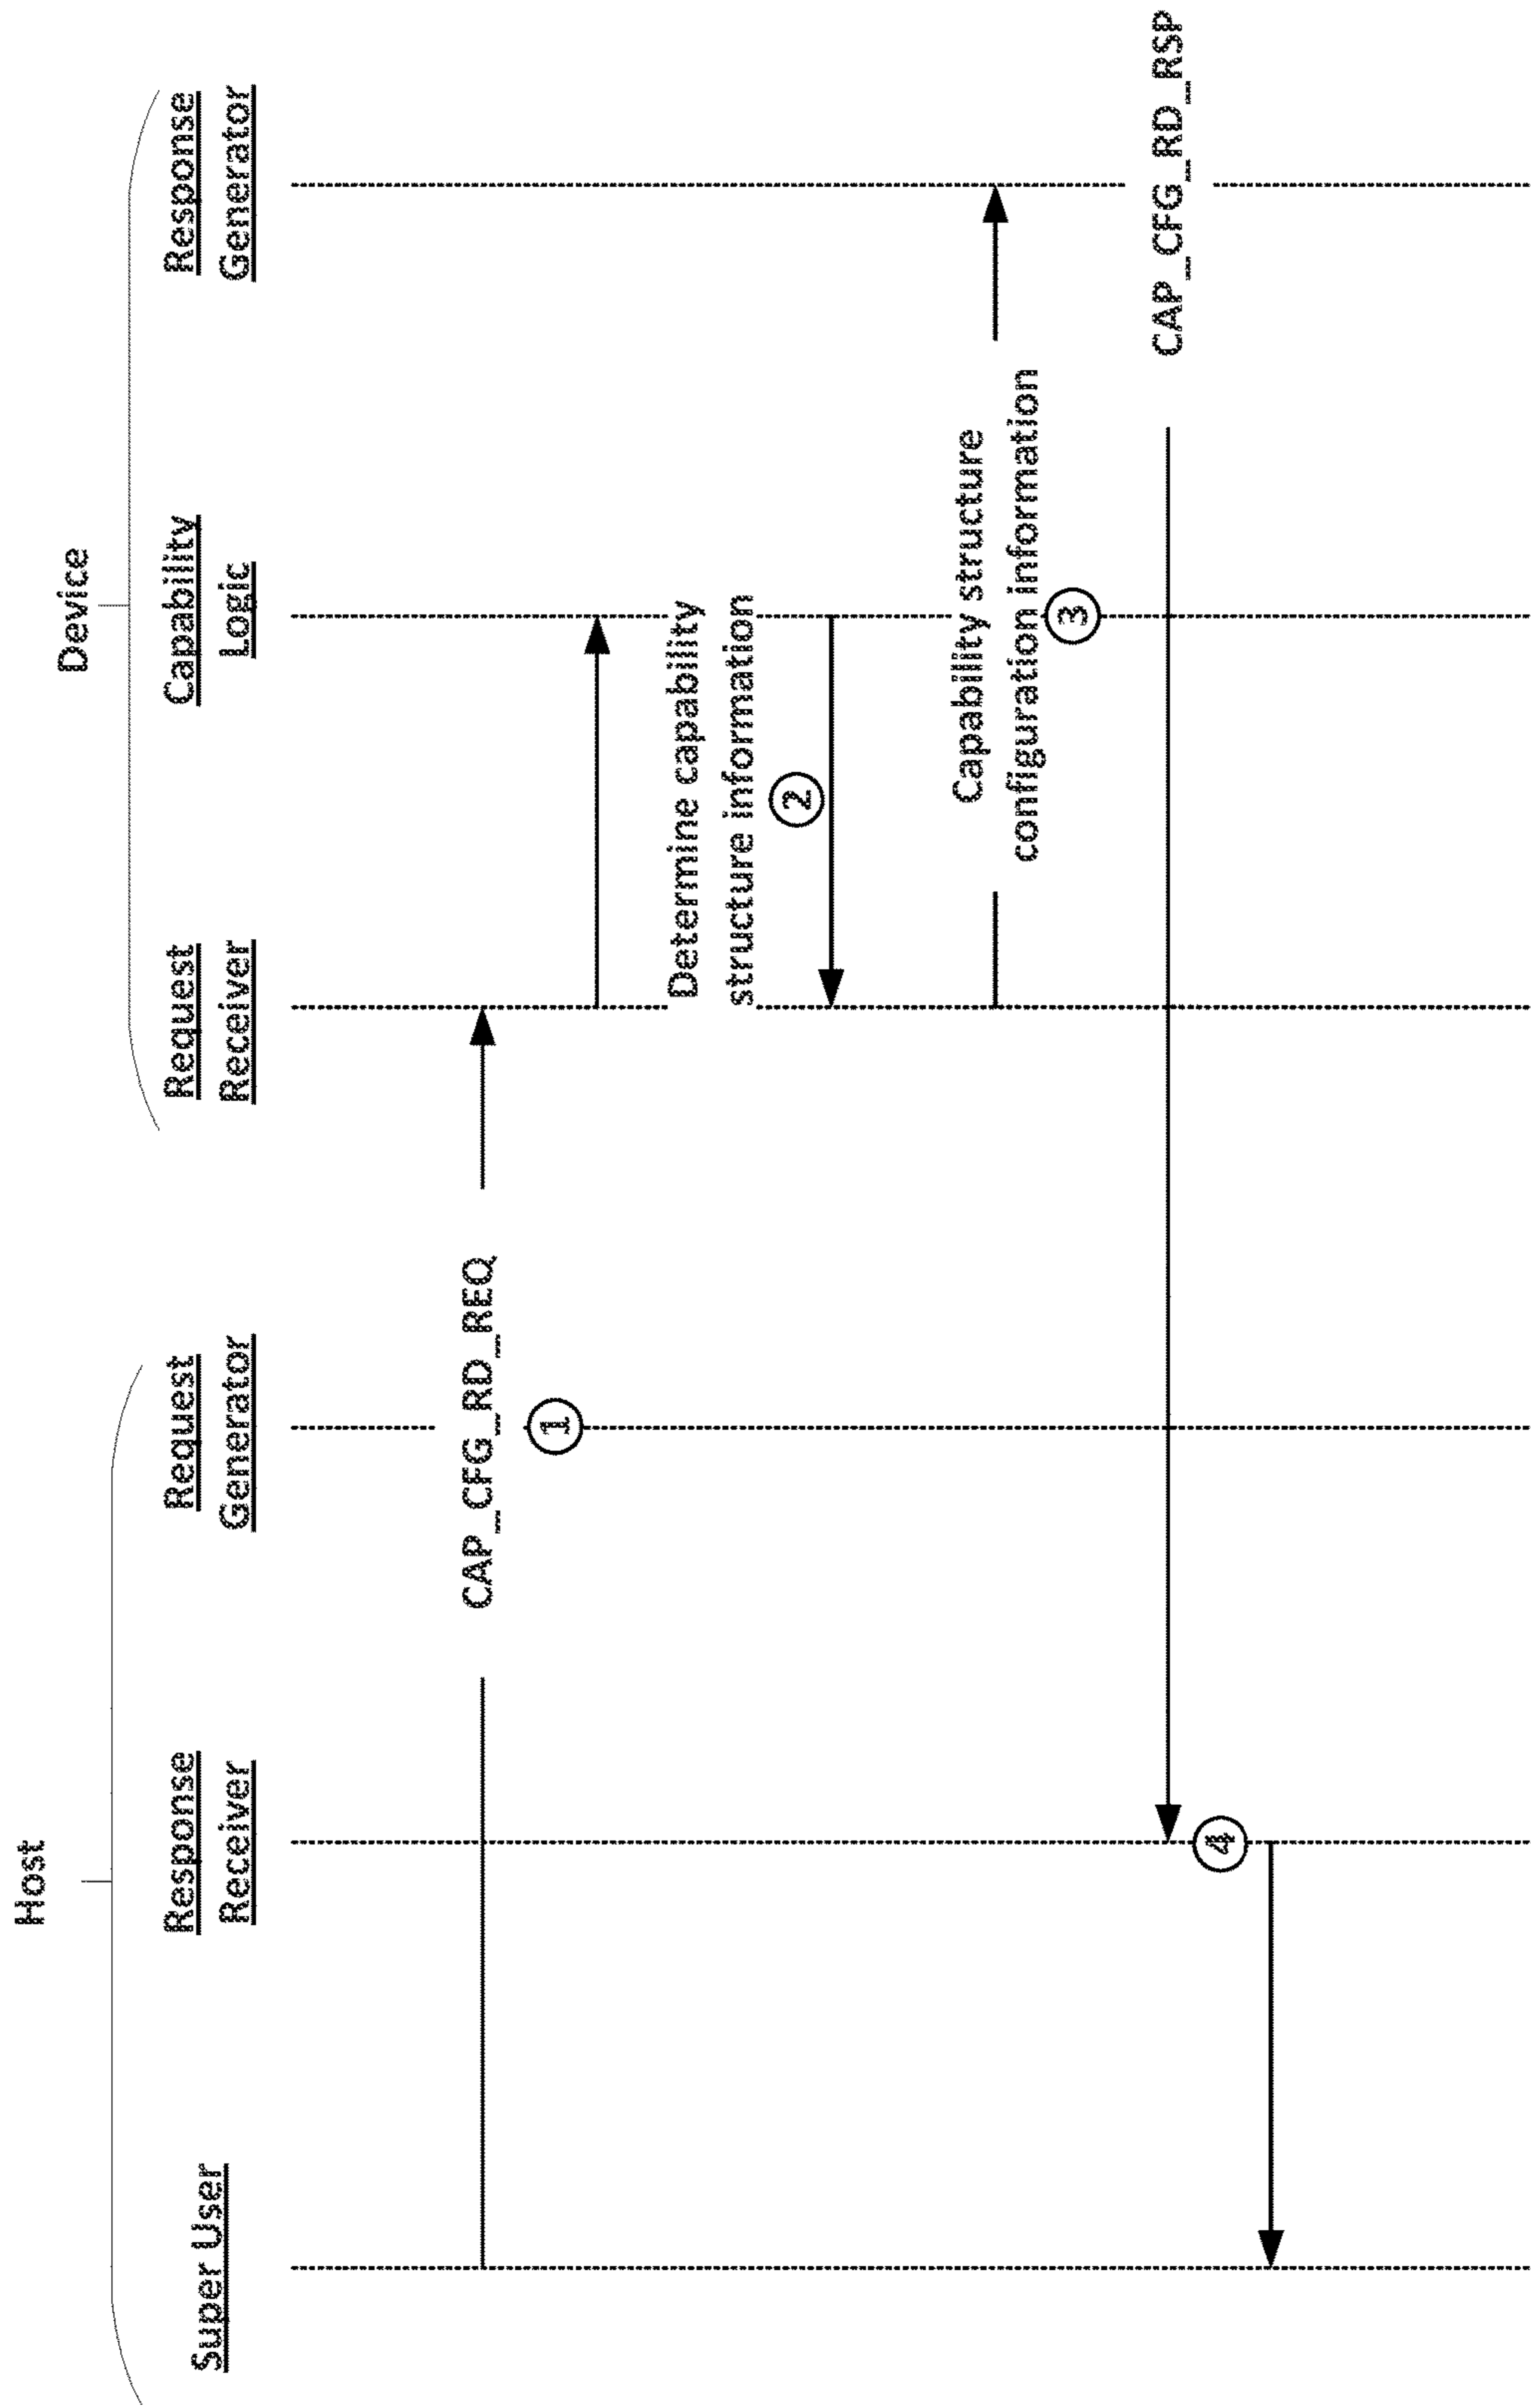 Host
Device
Super User
Response
Receiver
Request
Generator
Request
Receiver
Capability
Logic
Response
Generator
CAP_CFG_RD_REQ
1
Determine capability
structure information
2
Capability structure
configuration information
3
CAP_CFG_RD_RSP
4